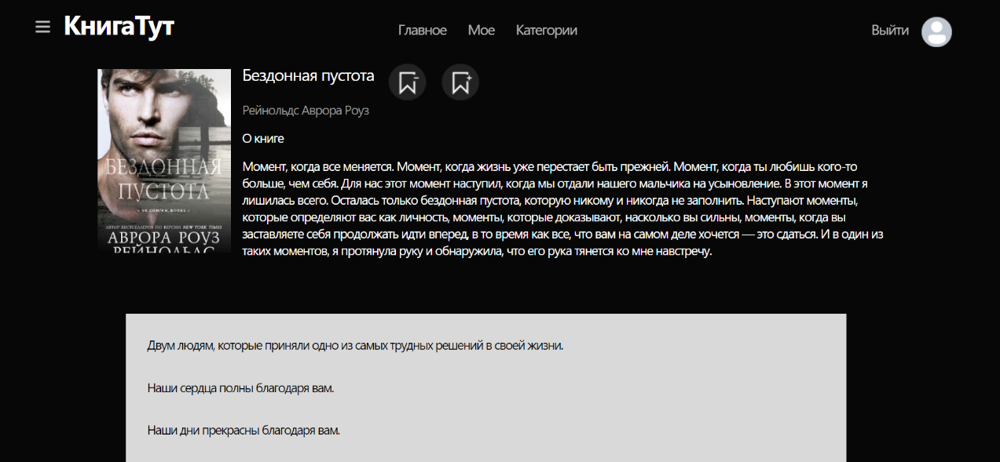 КнигаТут
Главное Мое Категории
Выйти
БЕЗДОННАЯ
ПУСТОТА
• VK.COM/KN_BOOKS •
АВТОР БЕСТСЕЛЛЕРОВ ПО ВЕРСИИ NEW YORK TIMES
АВРОРА РОУЗ
РЕЙНОЛЬДС
Бездонная пустота
Рейнольдс Аврора Роуз
О книге
Момент, когда все меняется. Момент, когда жизнь уже перестает быть прежней. Момент, когда ты любишь кого-то
больше, чем себя. Для нас этот момент наступил, когда мы отдали нашего мальчика на усыновление. В этот момент я
лишилась всего. Осталась только бездонная пустота, которую никому и никогда не заполнить. Наступают моменты,
которые определяют вас как личность, моменты, которые доказывают, насколько вы сильны, моменты, когда вы
заставляете себя продолжать идти вперед, в то время как все, что вам на самом деле хочется — это сдаться. И в один из
таких моментов, я протянула руку и обнаружила, что его рука тянется ко мне навстречу.
Двум людям, которые приняли одно из самых трудных решений в своей жизни.
Наши сердца полны благодаря вам.
Наши дни прекрасны благодаря вам.